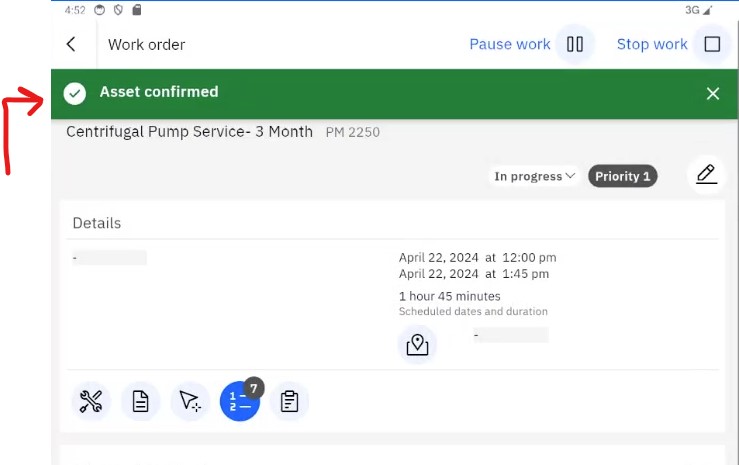 4:52 3G
Work order Pause work Stop work
Asset confirmed
Centrifugal Pump Service- 3 Month PM 2250
In progress Priority 1
Details
- April 22, 2024 at 12:00 pm
April 22, 2024 at 1:45 pm
1 hour 45 minutes
Scheduled dates and duration
-
7
1 —
2 —